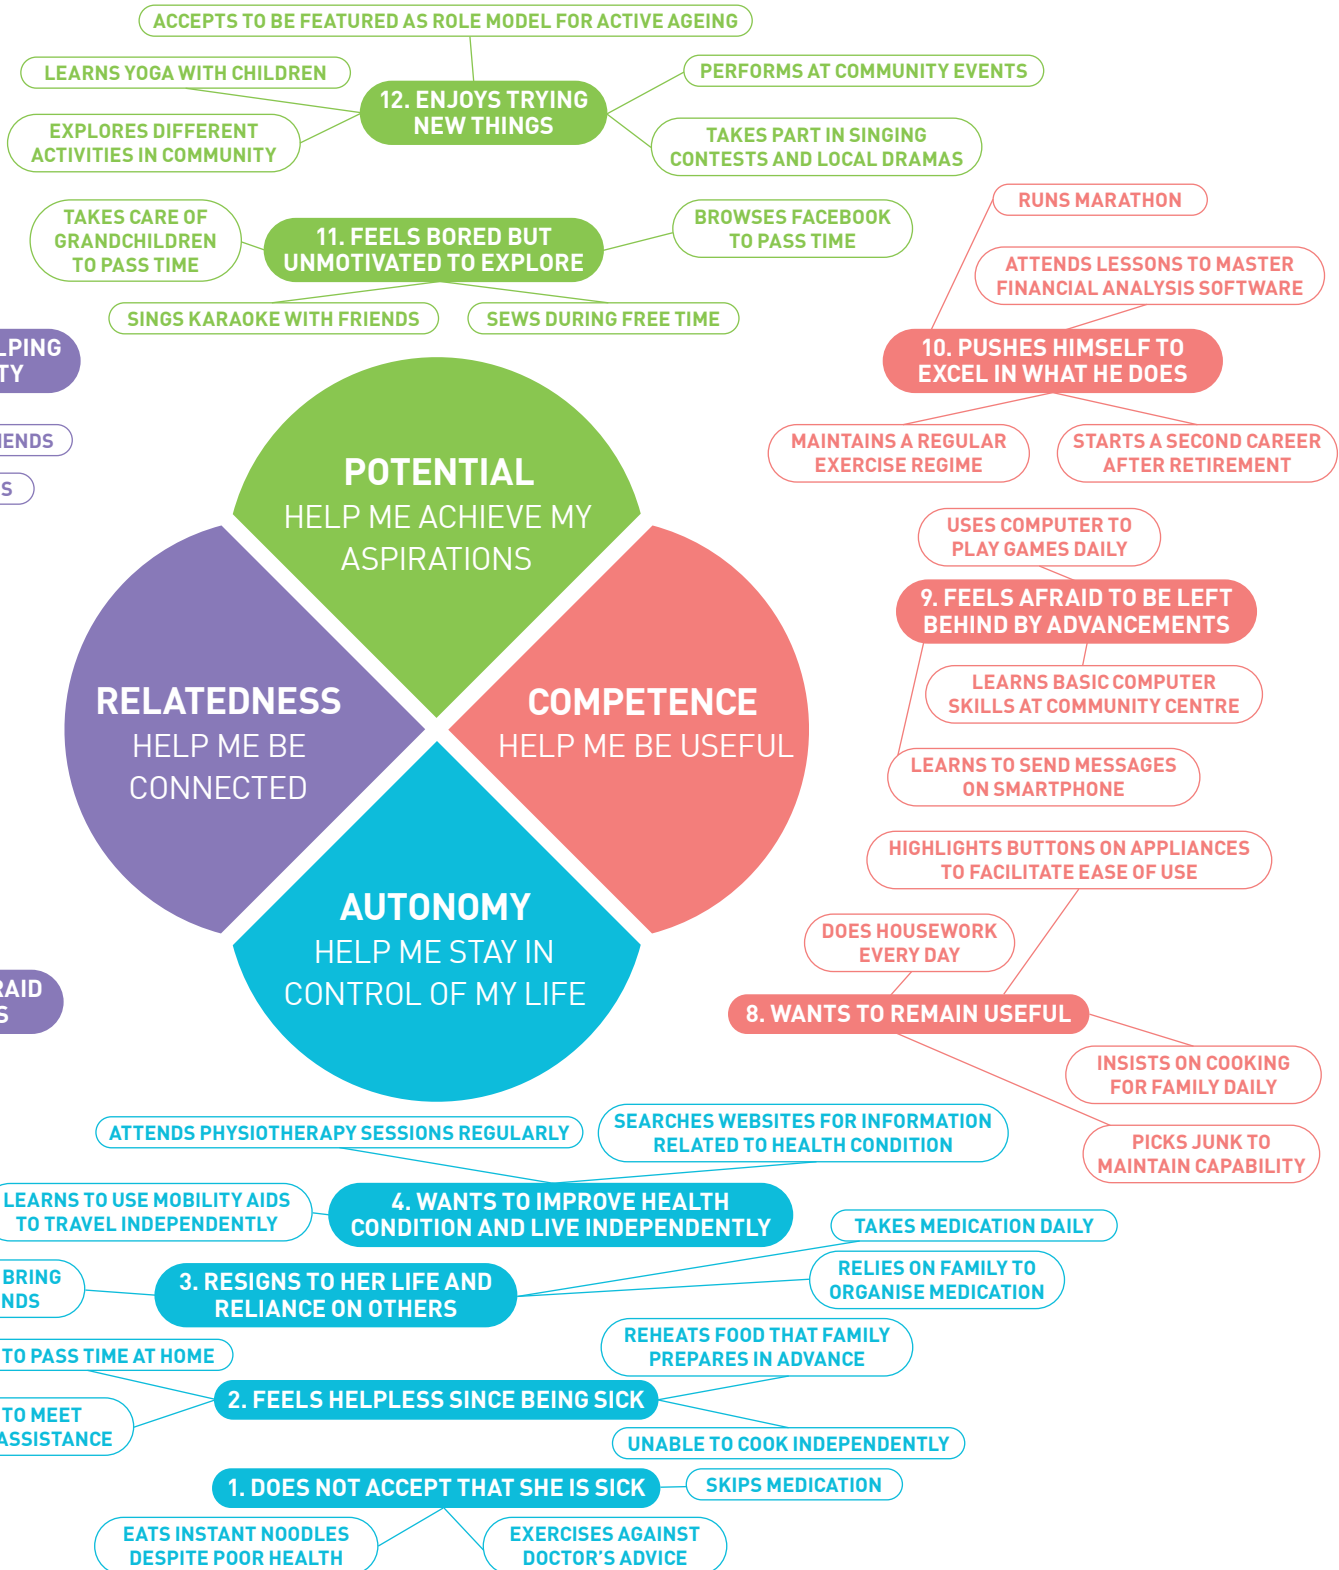 ACCEPTS TO BE FEATURED AS ROLE MODEL FOR ACTIVE AGEING
LEARNS YOGA WITH CHILDREN
PERFORMS AT COMMUNITY EVENTS
12. ENJOYS TRYING
NEW THINGS
EXPLORES DIFFERENT
ACTIVITIES IN COMMUNITY
TAKES PART IN SINGING
CONTESTS AND LOCAL DRAMAS
TAKES CARE OF
GRANDCHILDREN
TO PASS TIME
11. FEELS BORED BUT
UNMOTIVATED TO EXPLORE
BROWSES FACEBOOK
TO PASS TIME
SINGS KARAOKE WITH FRIENDS
SEWS DURING FREE TIME
RUNS MARATHON
ATTENDS LESSONS TO MASTER
FINANCIAL ANALYSIS SOFTWARE
10. PUSHES HIMSELF TO
EXCEL IN WHAT HE DOES
MAINTAINS A REGULAR
EXERCISE REGIME
STARTS A SECOND CAREER
AFTER RETIREMENT
LPING
TY
IENDS
S
POTENTIAL
HELP ME ACHIEVE MY
ASPIRATIONS
RELATEDNESS
HELP ME BE
CONNECTED
COMPETENCE
HELP ME BE USEFUL
AUTONOMY
HELP ME STAY IN
CONTROL OF MY LIFE
USES COMPUTER TO
PLAY GAMES DAILY
9. FEELS AFRAID TO BE LEFT
BEHIND BY ADVANCEMENTS
LEARNS BASIC COMPUTER
SKILLS AT COMMUNITY CENTRE
LEARNS TO SEND MESSAGES
ON SMARTPHONE
HIGHLIGHTS BUTTONS ON APPLIANCES
TO FACILITATE EASE OF USE
DOES HOUSEWORK
EVERY DAY
8. WANTS TO REMAIN USEFUL
INSISTS ON COOKING
FOR FAMILY DAILY
PICKS JUNK TO
MAINTAIN CAPABILITY
RAID
S
ATTENDS PHYSIOTHERAPY SESSIONS REGULARLY
SEARCHES WEBSITES FOR INFORMATION
RELATED TO HEALTH CONDITION
LEARNS TO USE MOBILITY AIDS
TO TRAVEL INDEPENDENTLY
4. WANTS TO IMPROVE HEALTH
CONDITION AND LIVE INDEPENDENTLY
TAKES MEDICATION DAILY
BRING
NDS
3. RESIGNS TO HER LIFE AND
RELIANCE ON OTHERS
RELIES ON FAMILY TO
ORGANISE MEDICATION
TO PASS TIME AT HOME
REHEATS FOOD THAT FAMILY
PREPARES IN ADVANCE
2. FEELS HELPLESS SINCE BEING SICK
TO MEET
ASSISTANCE
UNABLE TO COOK INDEPENDENTLY
1. DOES NOT ACCEPT THAT SHE IS SICK
SKIPS MEDICATION
EATS INSTANT NOODLES
DESPITE POOR HEALTH
EXERCISES AGAINST
DOCTOR'S ADVICE